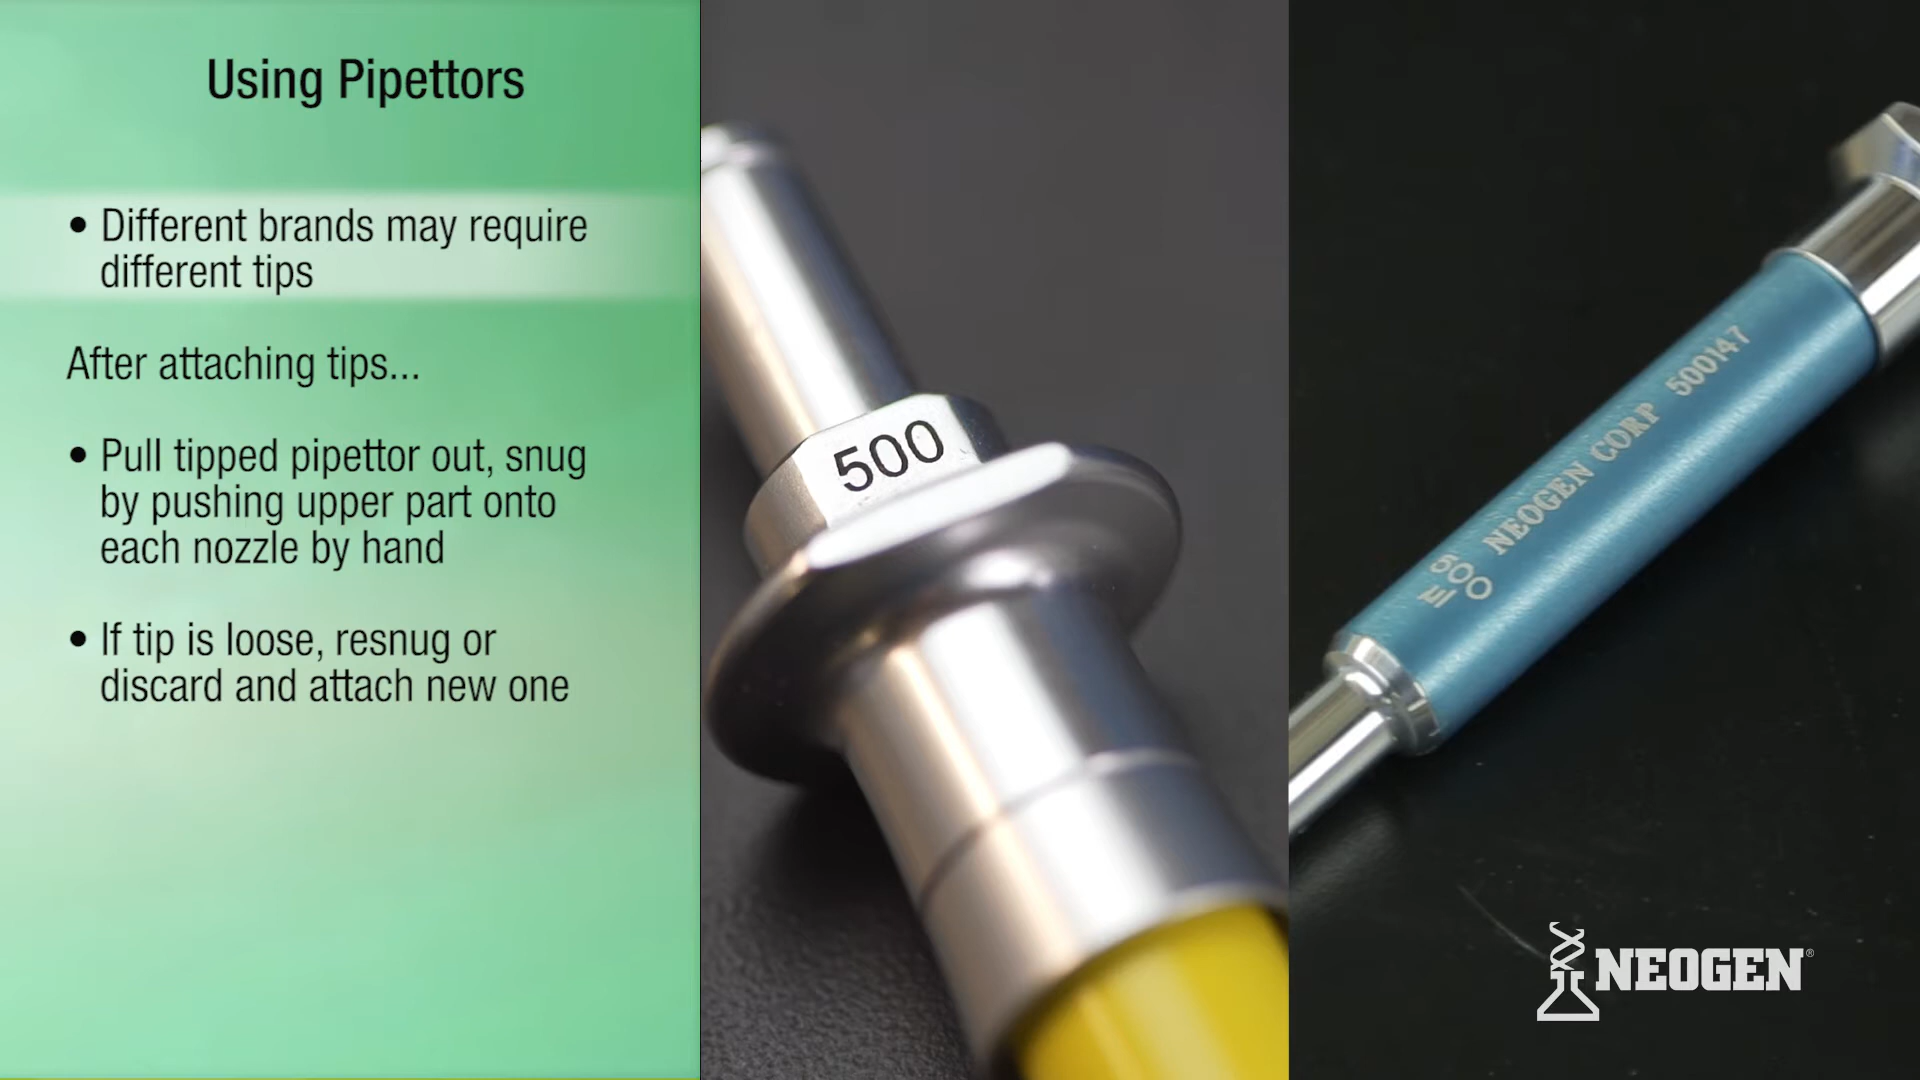 Using Pipettors
• Different brands may require
different tips
After attaching tips...
• Pull tipped pipettor out, snug
by pushing upper part onto
each nozzle by hand
• If tip is loose, resnug or
discard and attach new one
500
NEOGEN CORP 500147
NEOGEN®